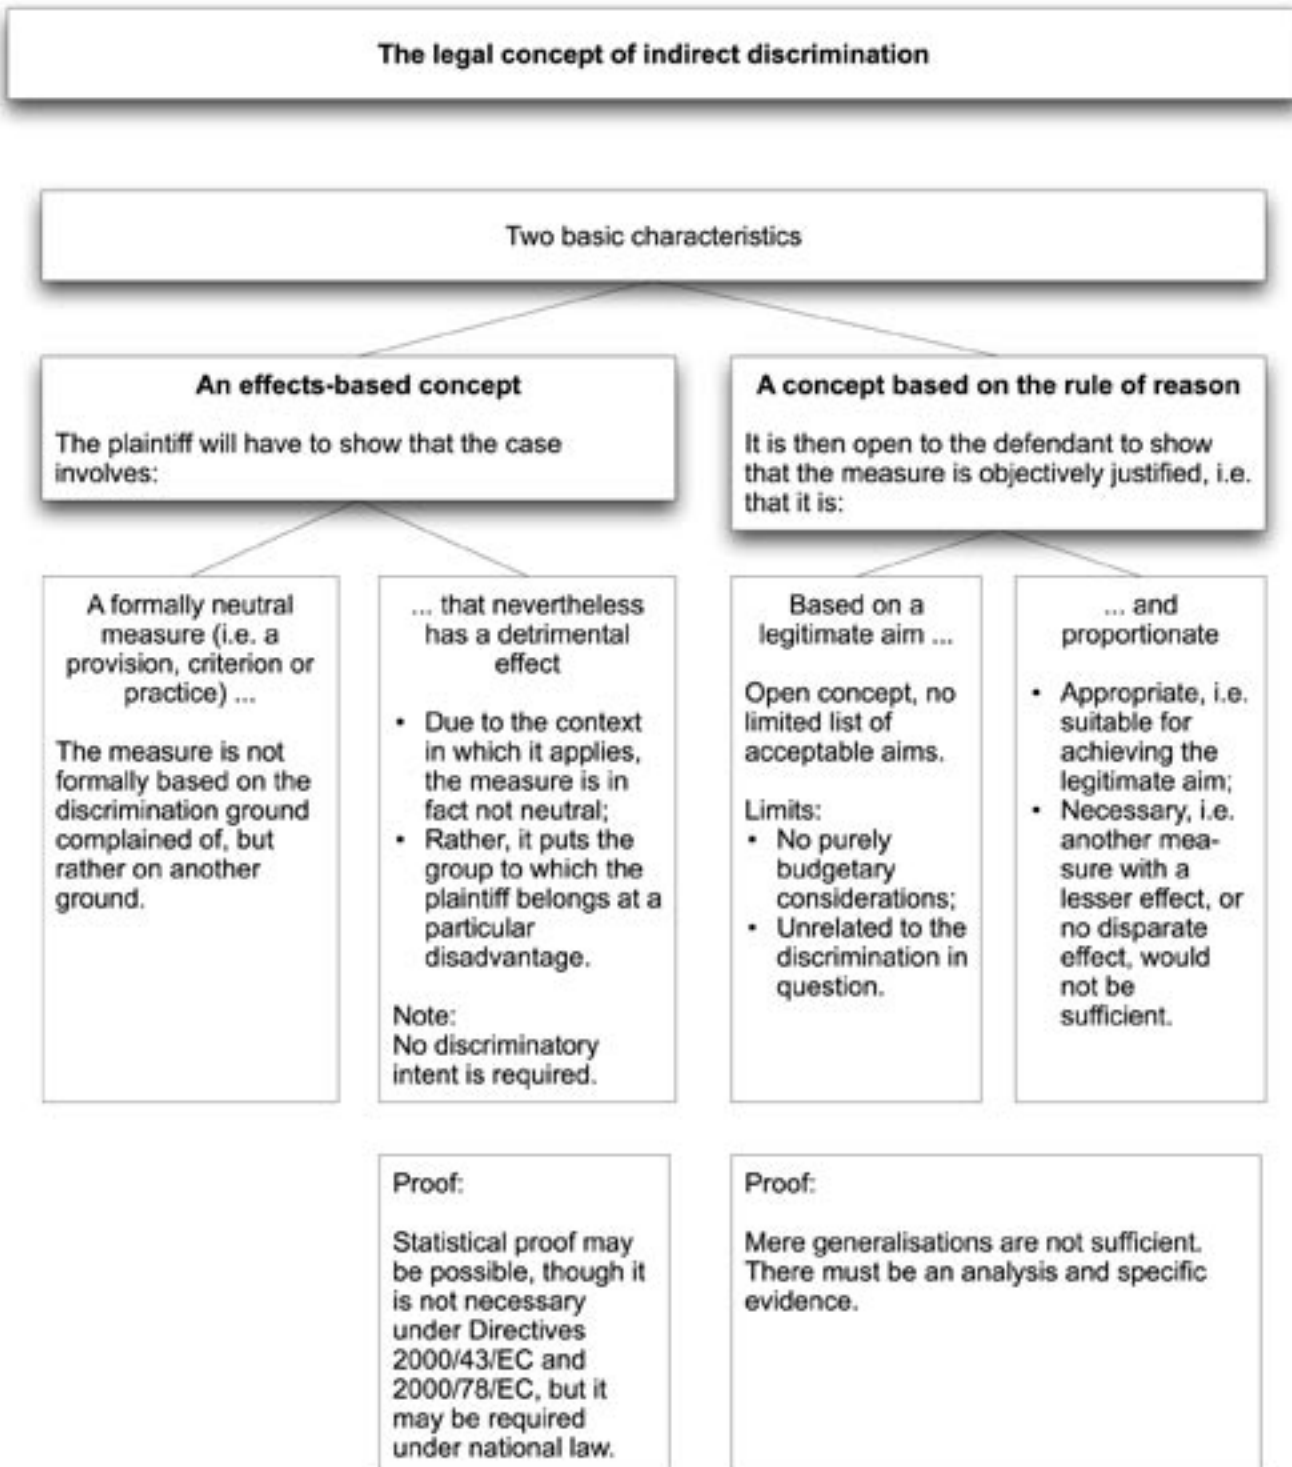 The legal concept of indirect discrimination
Two basic characteristics
An effects-based concept
The plaintiff will have to show that the case
involves:
A concept based on the rule of reason
It is then open to the defendant to show
that the measure is objectively justified, i.e.
that it is:
A formally neutral
measure (i.e. a
provision, criterion or
practice) ...
The measure is not
formally based on the
discrimination ground
complained of, but
rather on another
ground.
... that nevertheless
has a detrimental
effect
• Due to the context
in which it applies,
the measure is in
fact not neutral;
• Rather, it puts the
group to which the
plaintiff belongs at a
particular
disadvantage.
Note:
No discriminatory
intent is required.
Based on a
legitimate aim ...
Open concept, no
limited list of
acceptable aims.
Limits:
• No purely
budgetary
considerations;
• Unrelated to the
discrimination in
question.
... and
proportionate
• Appropriate, i.e.
suitable for
achieving the
legitimate aim;
• Necessary, i.e.
another mea-
sure with a
lesser effect, or
no disparate
effect, would
not be
sufficient.
Proof:
Statistical proof may
be possible, though it
is not necessary
under Directives
2000/43/EC and
2000/78/EC, but it
may be required
under national law.
Proof:
Mere generalisations are not sufficient.
There must be an analysis and specific
evidence.